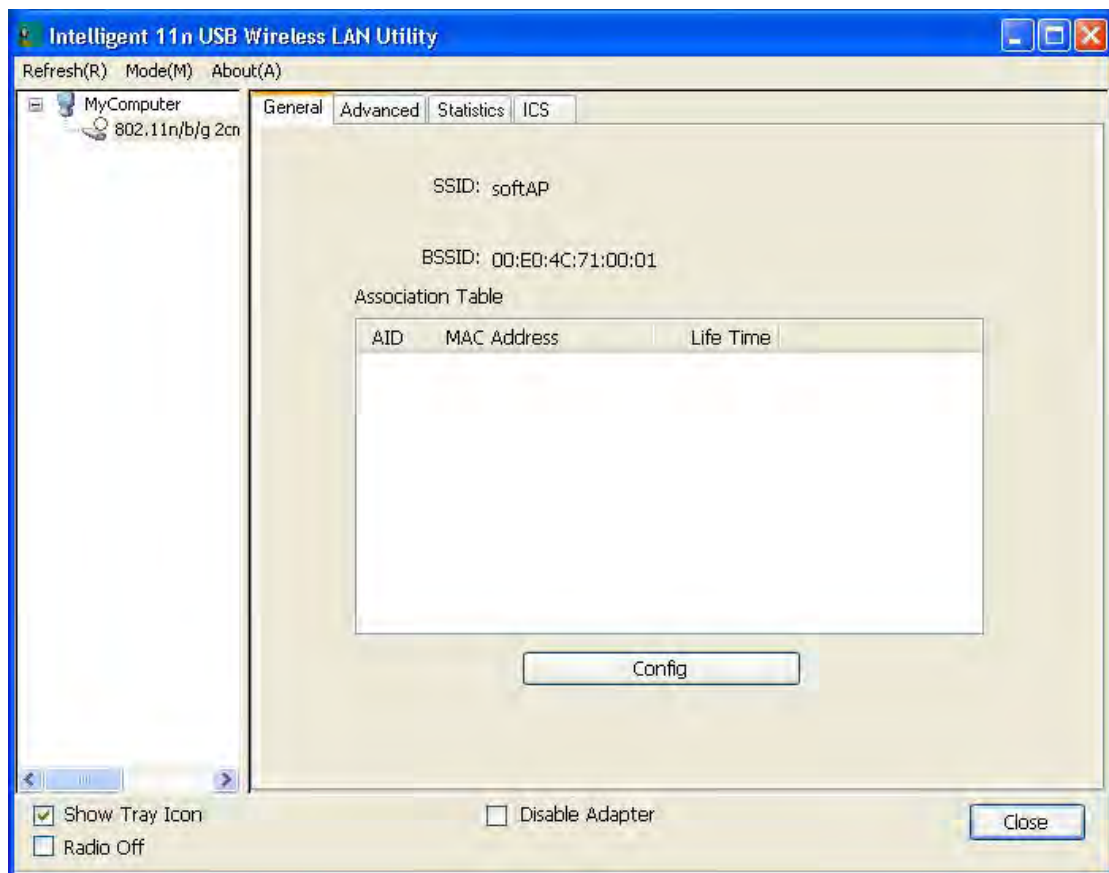 Intelligent 11n USB Wireless LAN Utility
Refresh(R) Mode(M) About(A)
MyComputer
802.11n/b/g 2cn
General Advanced Statistics ICS
SSID: softAP
BSSID: 00:E0:4C:71:00:01
Association Table
AID MAC Address Life Time
Config
Show Tray Icon
Radio Off
Disable Adapter
Close